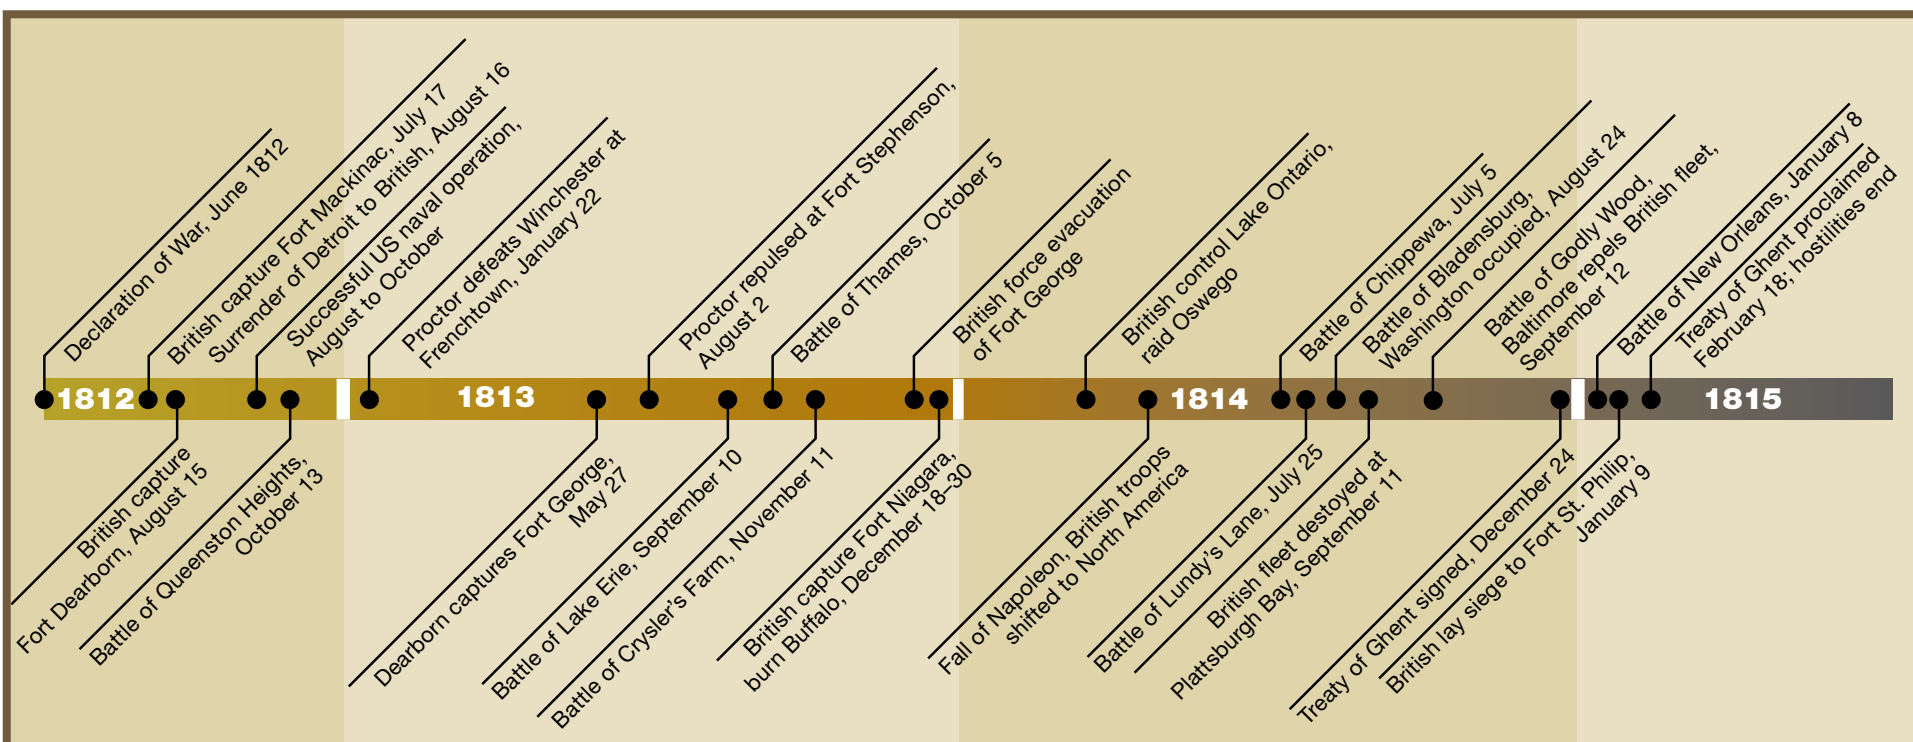 Declaration of War, June 1812
British capture Fort Mackinac, July 17
Surrender of Detroit to British, August 16
Successful US naval operation,
August to October
Proctor defeats Winchester at
Frenchtown, January 22
Proctor repulsed at Fort Stephenson,
August 2
Battle of Thames, October 5
British force evacuation
of Fort George
British control Lake Ontario,
raid Oswego
Battle of Chippewa, July 5
Battle of Bladensburg,
Washington occupied, August 24
Battle of Godly Wood,
Baltimore repels British fleet,
September 12
Battle of New Orleans, January 8
Treaty of Ghent proclaimed
February 18; hostilities end
1812
1813
1814
1815
British capture
Fort Dearborn, August 15
Battle of Queenston Heights,
October 13
Dearborn captures Fort George,
May 27
Battle of Lake Erie, September 10
Battle of Crysler's Farm, November 11
British capture Fort Niagara,
burn Buffalo, December 18–30
Fall of Napoleon, British troops
shifted to North America
Battle of Lundy's Lane, July 25
British fleet destoyed at
Plattsburgh Bay, September 11
Treaty of Ghent signed, December 24
British lay siege to Fort St. Philip,
January 9